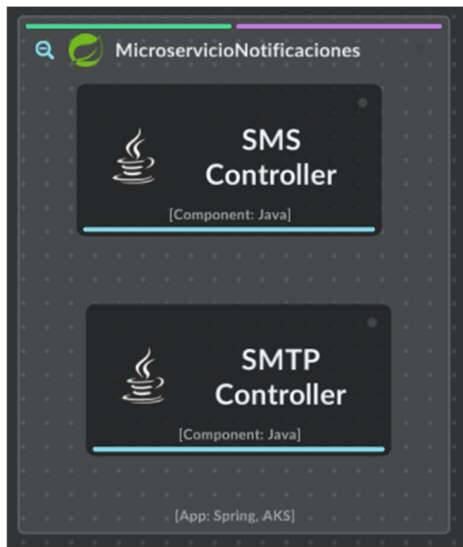 MicroservicioNotificaciones
SMS
Controller
[Component: Java]
SMTP
Controller
[Component: Java]
[App: Spring, AKS]